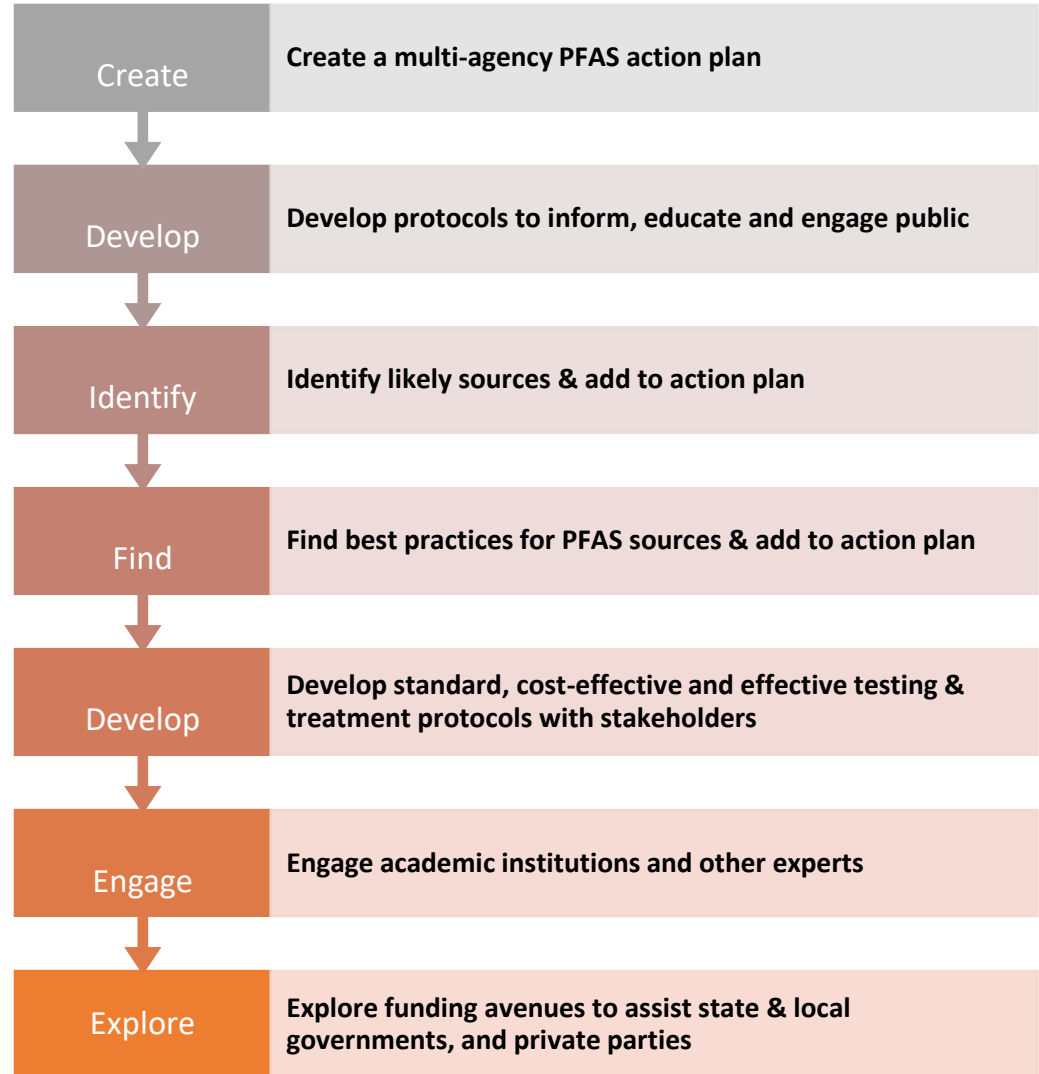 Create
Create a multi-agency PFAS action plan
Develop
Develop protocols to inform, educate and engage public
Identify
Identify likely sources & add to action plan
Find
Find best practices for PFAS sources & add to action plan
Develop
Develop standard, cost-effective and effective testing &
treatment protocols with stakeholders
Engage
Engage academic institutions and other experts
Explore
Explore funding avenues to assist state & local
governments, and private parties